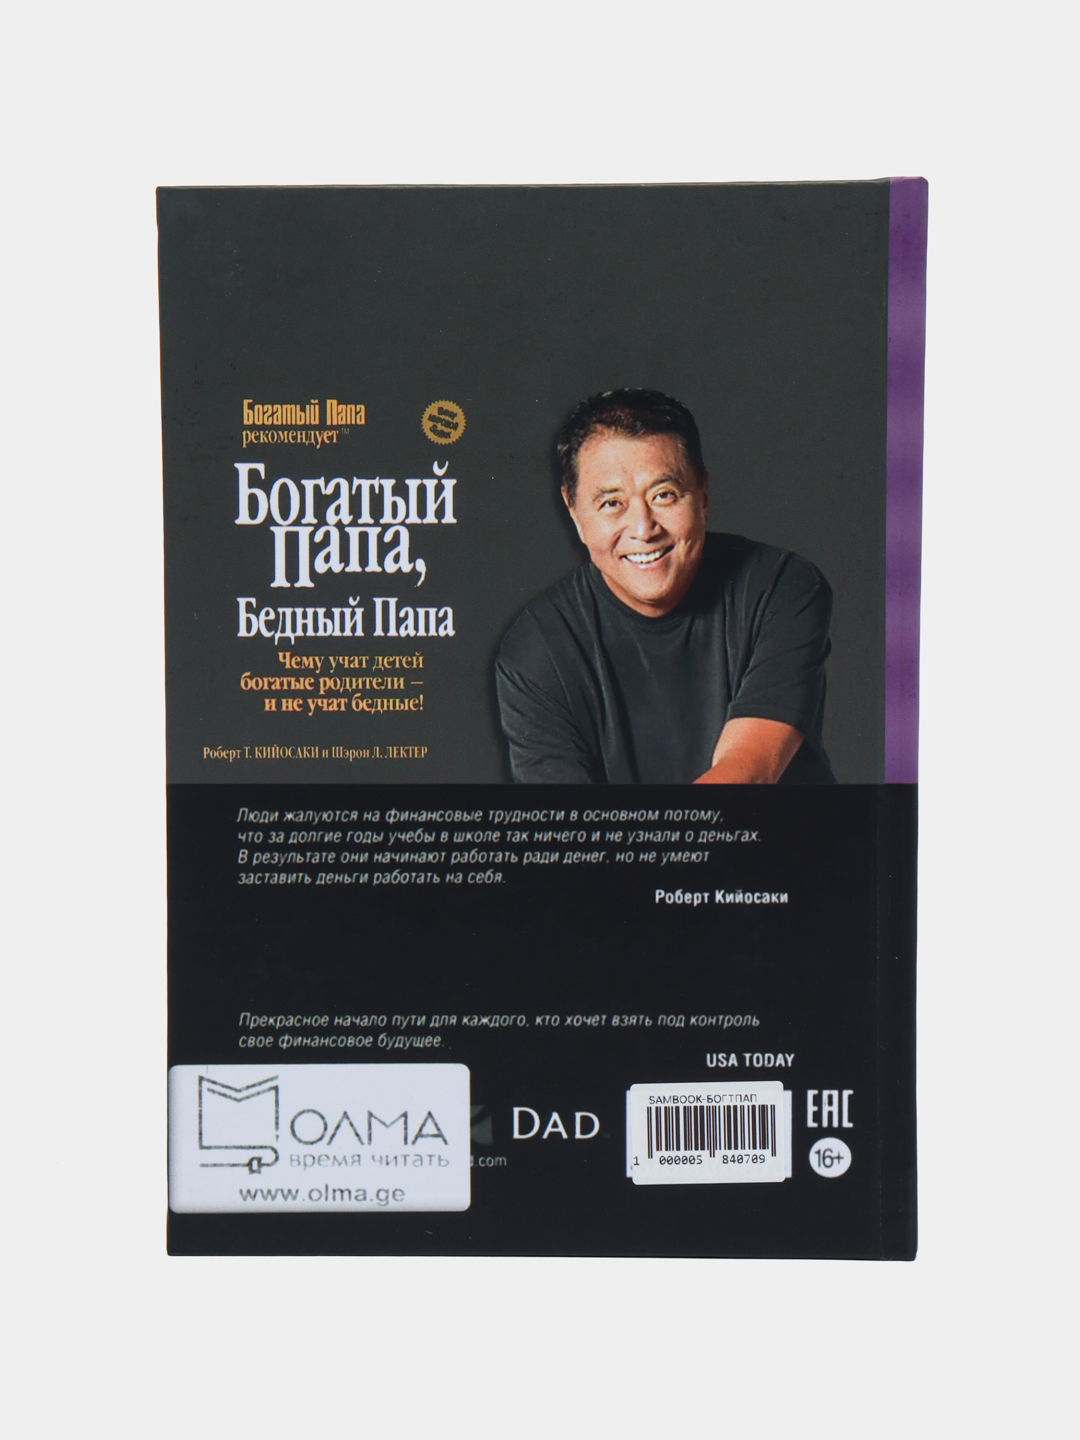 Богатый Папа
рекомендует™
Богатый
Папа,
Бедный Папа
Чему учат детей
богатые родители –
и не учат бедные!
Роберт Т. КИЙОСАКИ и Шэрон Л. ЛЕКТЕР
Люди жалуются на финансовые трудности в основном потому,
что за долгие годы учебы в школе так ничего и не узнали о деньгах.
В результате они начинают работать ради денег, но не умеют
заставить деньги работать на себя.
Роберт Кийосаки
Прекрасное начало пути для каждого, кто хочет взять под контроль
свое финансовое будущее.
USA TODAY
ОЛМА
время читать
www.olma.ge
DAD
d.com
SAMBOOK-БОГТПАП
1 000005 840709
EAC
16+